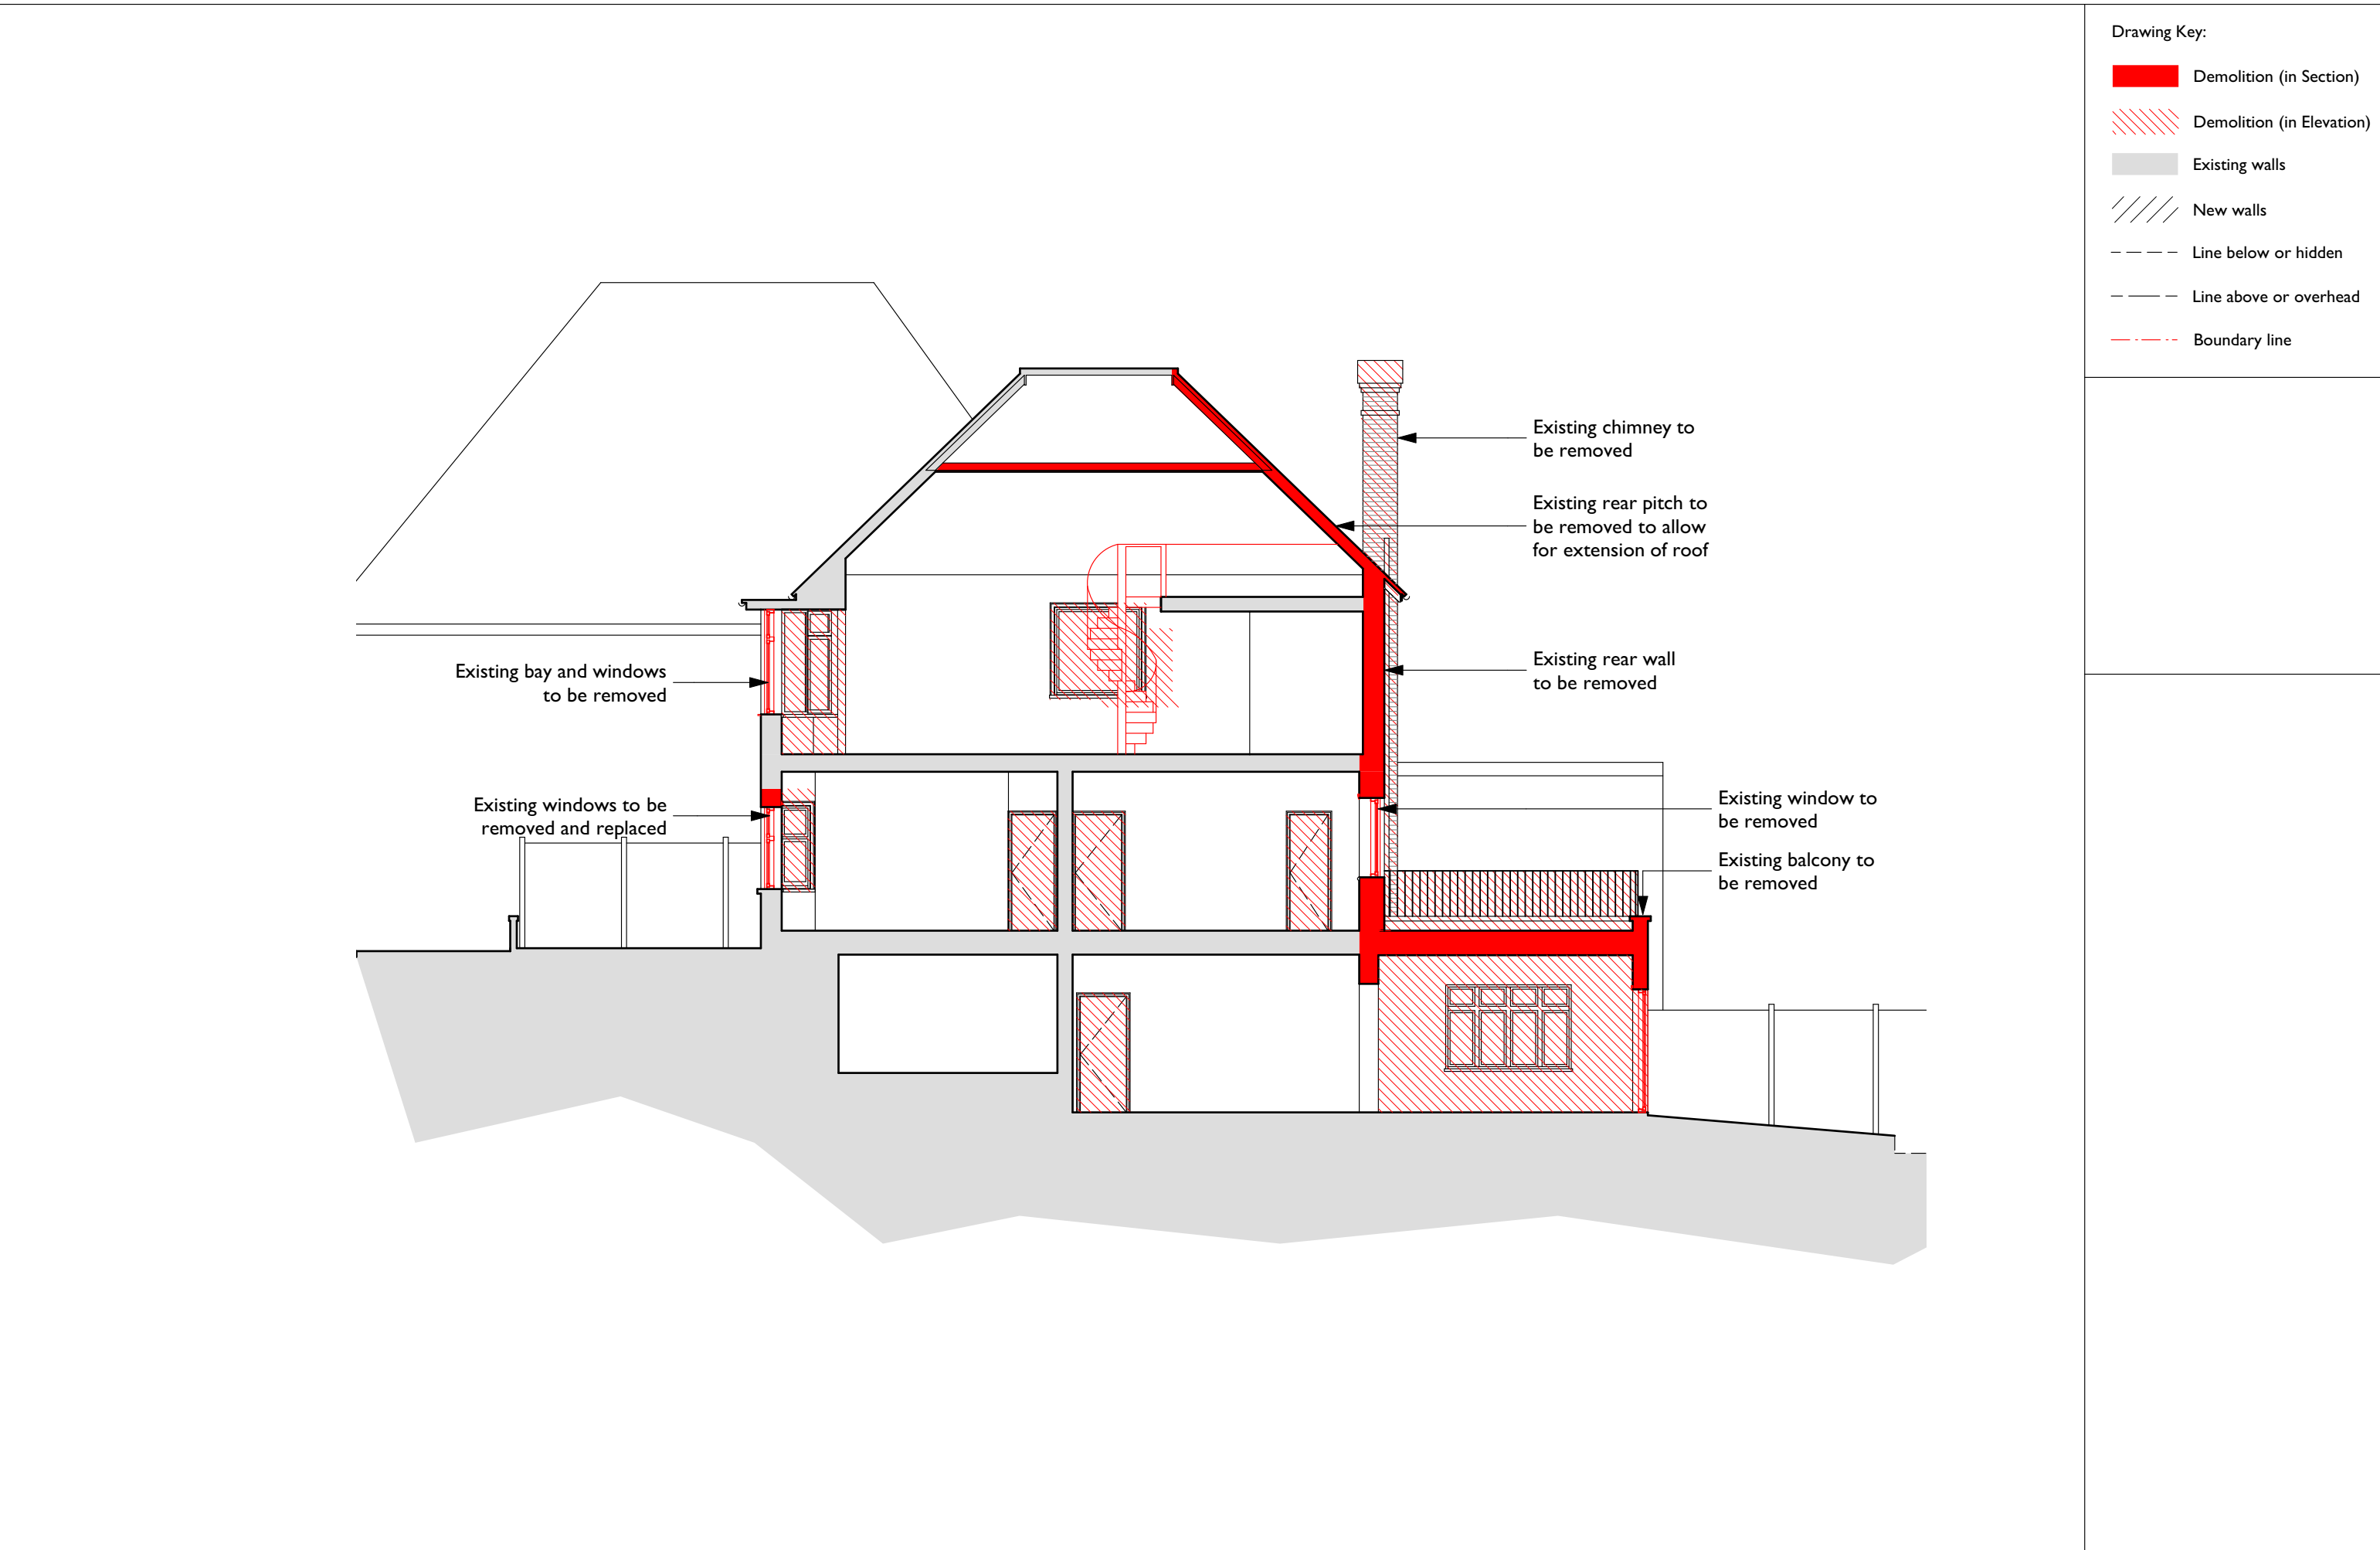 Drawing Key:
Demolition (in Section)
Demolition (in Elevation)
Existing walls
New walls
Line below or hidden
Line above or overhead
Boundary line
Existing chimney to
be removed
Existing rear pitch to
be removed to allow
for extension of roof
Existing rear wall
to be removed
Existing bay and windows
to be removed
Existing windows to be
removed and replaced
Existing window to
be removed
Existing balcony to
be removed